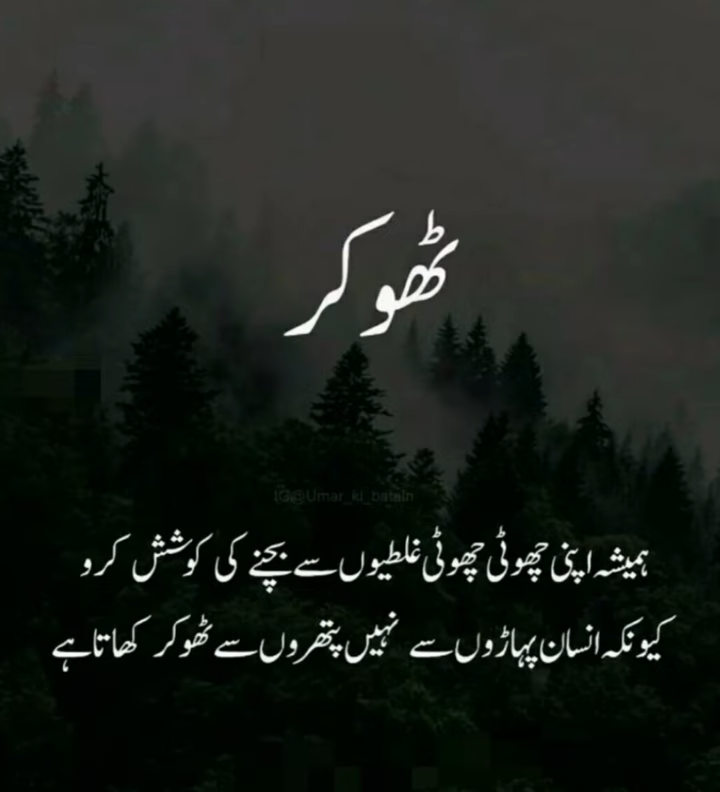 ٹھوکر
IG@Umar_ki_batain
ہمیشہ اپنی چھوٹی چھوٹی غلطیوں سے بچنے کی کوشش کرو
کیونکہ انسان پہاڑوں سے نہیں پتھروں سے ٹھوکر کھاتا ہے